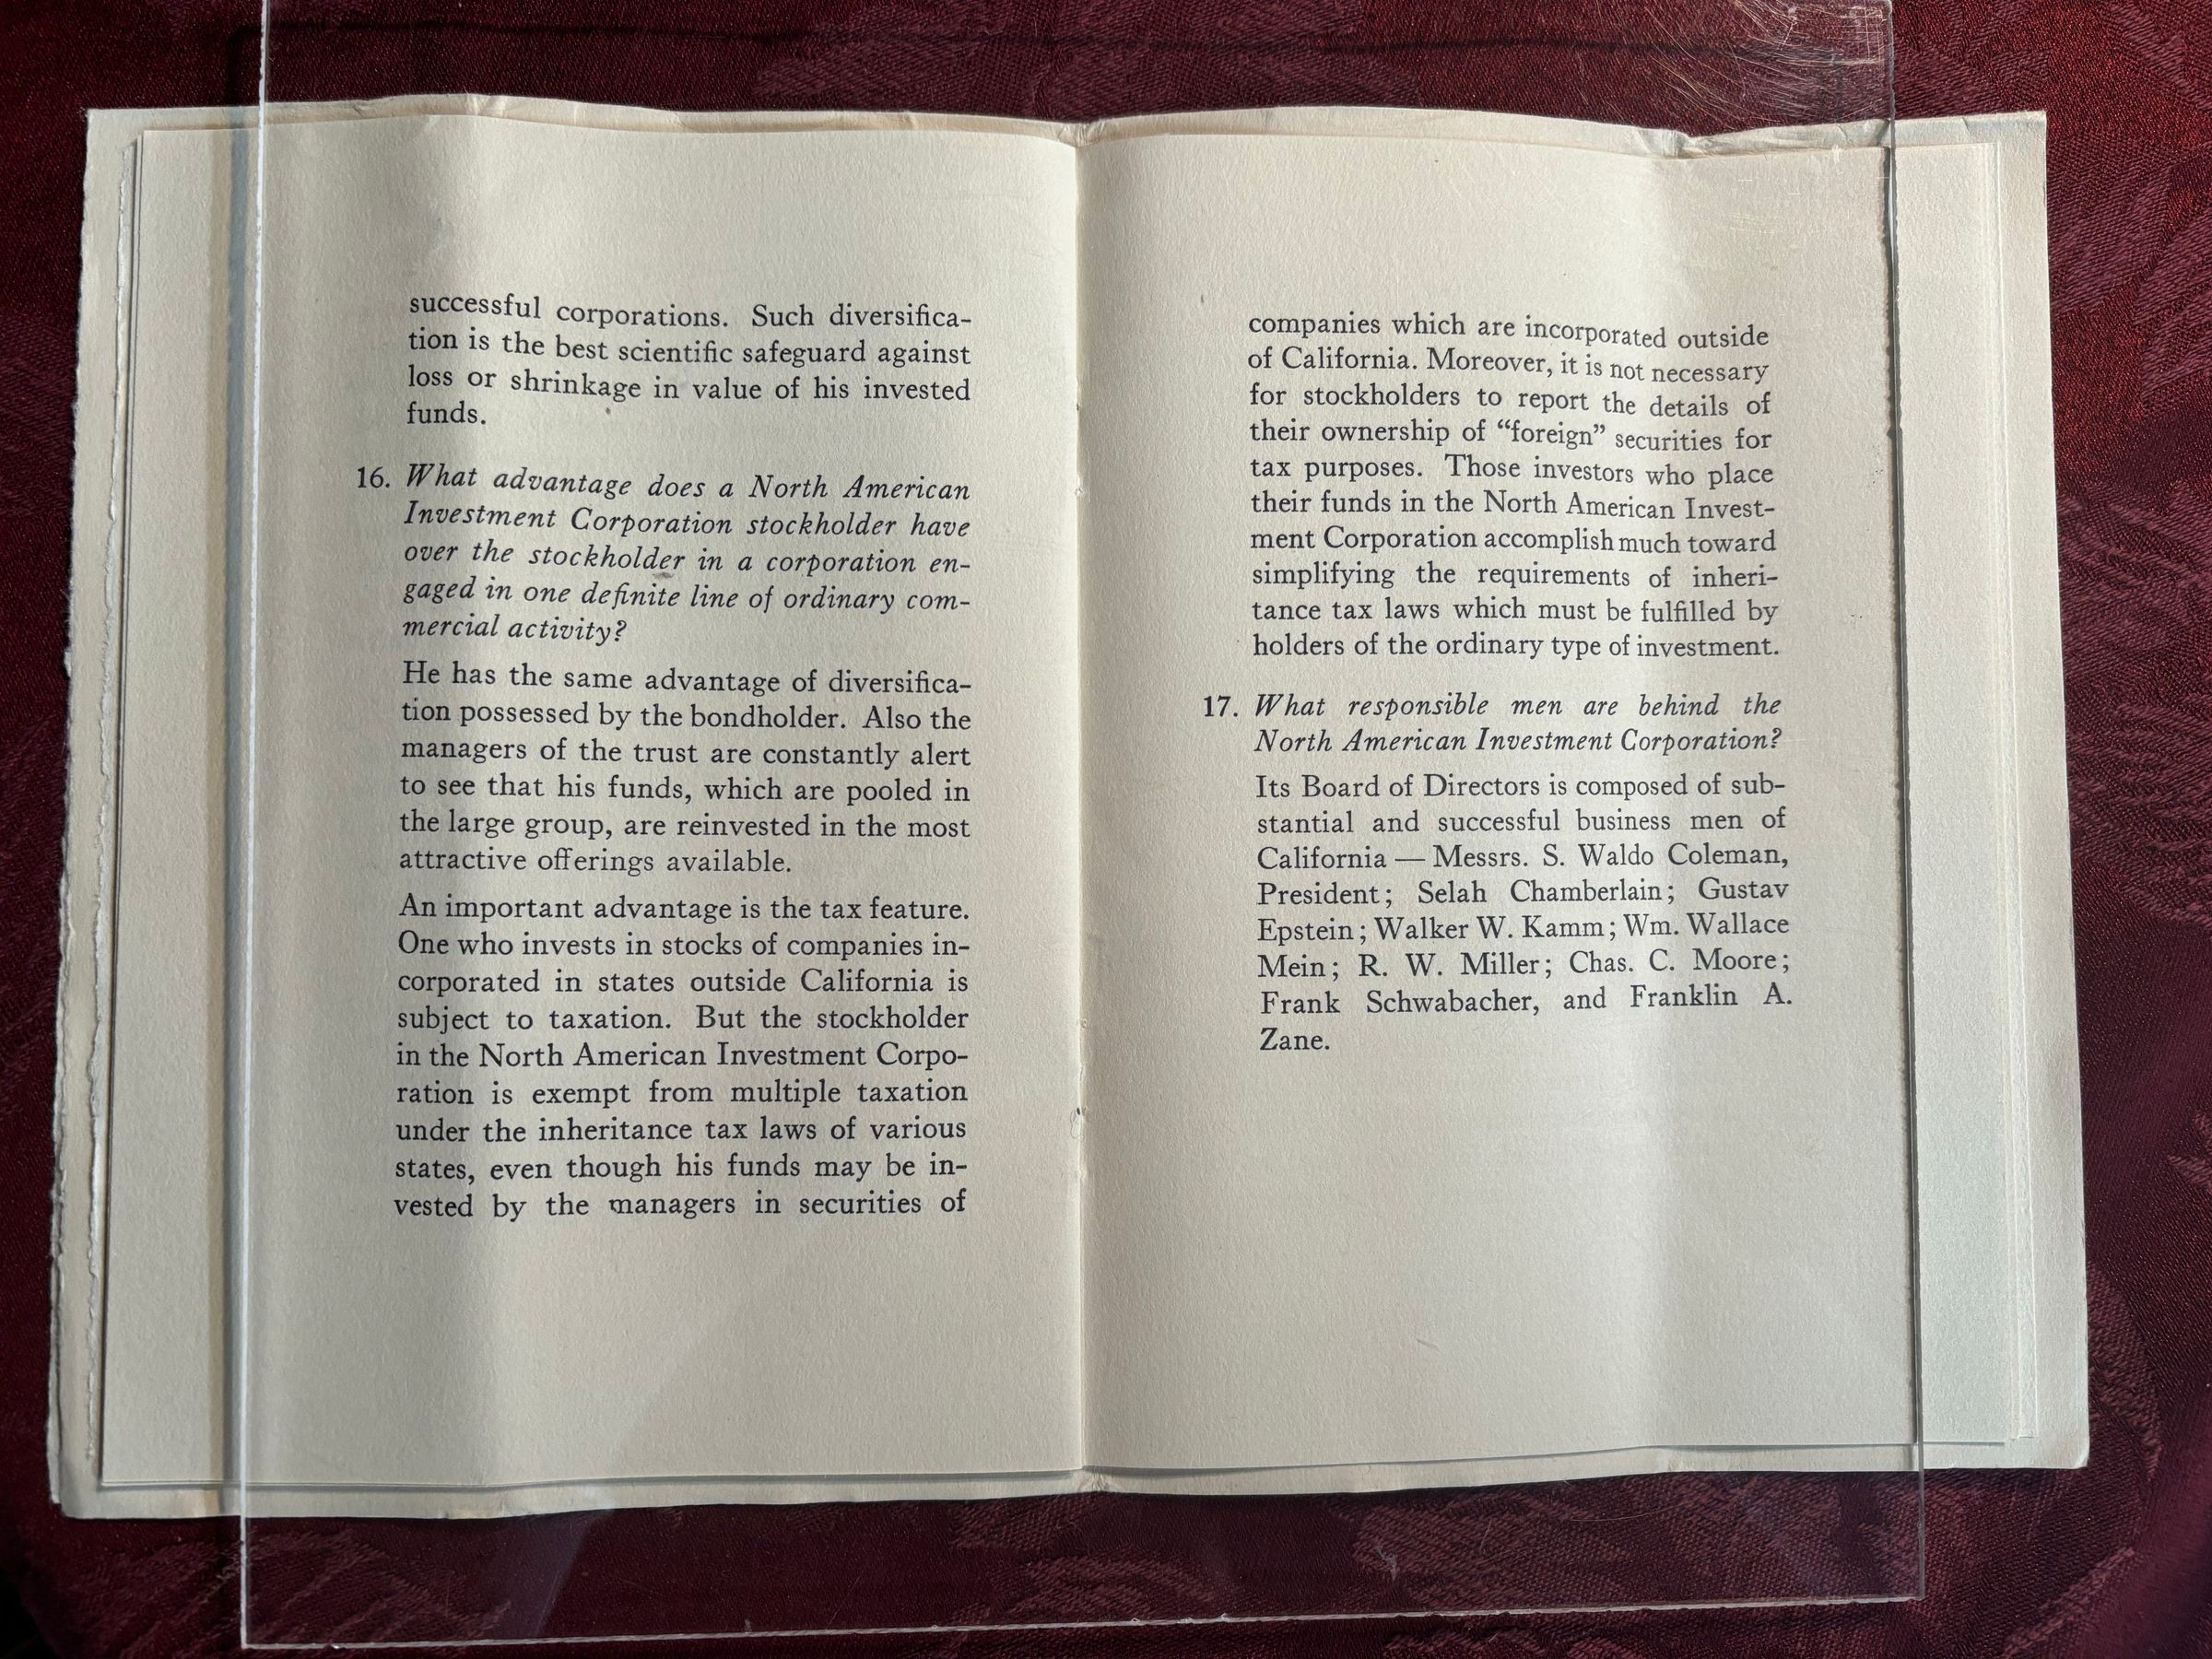 successful corporations. Such diversifica-
tion is the best scientific safeguard against
loss or shrinkage in value of his invested
funds.
16. What advantage does a North American
Investment Corporation stockholder have
over the stockholder in a corporation en-
gaged in one definite line of ordinary com-
mercial activity?
He has the same advantage of diversifica-
tion possessed by the bondholder. Also the
managers of the trust are constantly alert
to see that his funds, which are pooled in
the large group, are reinvested in the most
attractive offerings available.
An important advantage is the tax feature.
One who invests in stocks of companies in-
corporated in states outside California is
subject to taxation. But the stockholder
in the North American Investment Corpo-
ration is exempt from multiple taxation
under the inheritance tax laws of various
states, even though his funds may be in-
vested by the managers in securities of
companies which are incorporated outside
of California. Moreover, it is not necessary
for stockholders to report the details of
their ownership of “foreign” securities for
tax purposes. Those investors who place
their funds in the North American Invest-
ment Corporation accomplish much toward
simplifying the requirements of inheri-
tance tax laws which must be fulfilled by
holders of the ordinary type of investment.
17. What responsible men are behind the
North American Investment Corporation?
Its Board of Directors is composed of sub-
stantial and successful business men of
California — Messrs. S. Waldo Coleman,
President; Selah Chamberlain; Gustav
Epstein; Walker W. Kamm; Wm. Wallace
Mein; R. W. Miller; Chas. C. Moore;
Frank Schwabacher, and Franklin A.
Zane.